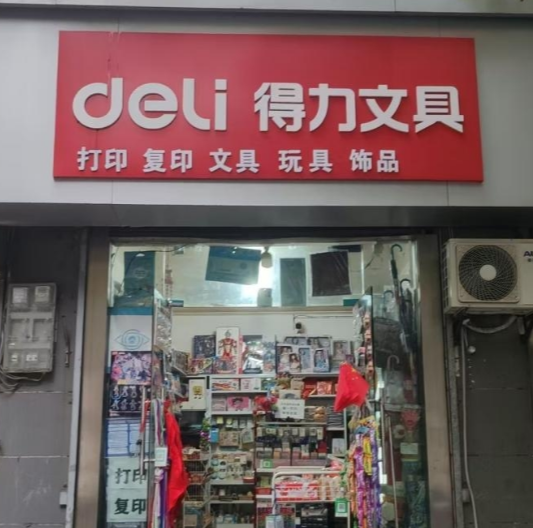 deli 得力文具
打印 复印 文具 玩具 饰品
打印
复印